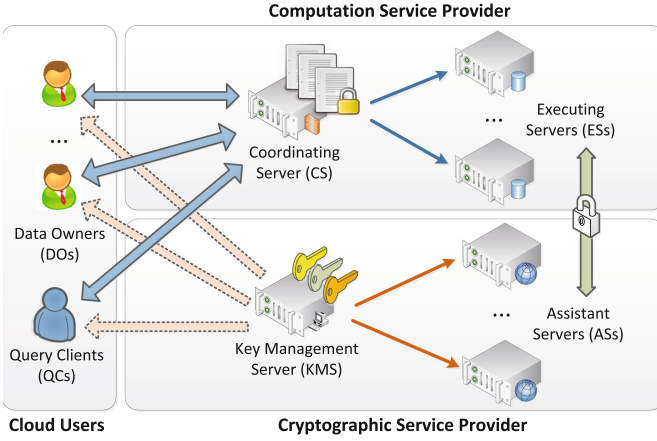 Computation Service Provider
...
Data Owners
(DOs)
Query Clients
(QCs)
Cloud Users
Coordinating
Server (CS)
...
Executing
Servers (ESs)
Key Management
Server (KMS)
...
Assistant
Servers (ASs)
Cryptographic Service Provider